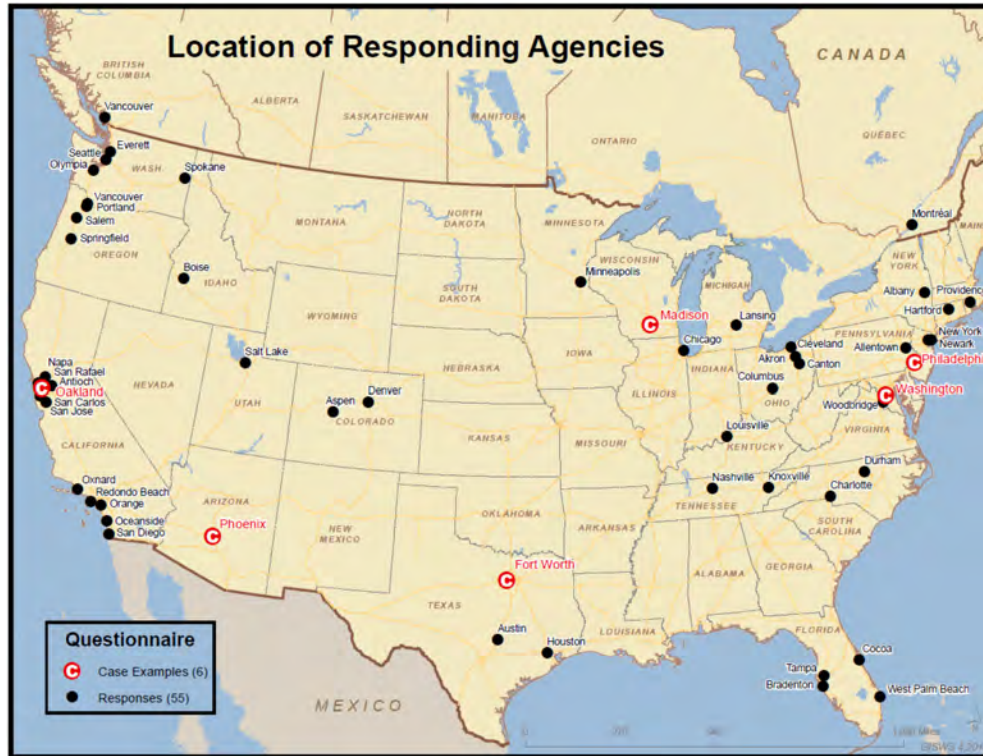 Location of Responding Agencies
CANADA
BRITISH
COLUMBIA
ALBERTA
SASKATCHEWAN
MANITOBA
ONTARIO
QUÉBEC
Vancouver
Everett
Seattle
Olympia
WASH.
Spokane
Vancouver
Portland
Salem
Springfield
OREGON
Boise
IDAHO
MONTANA
NORTH
DAKOTA
SOUTH
DAKOTA
MINNESOTA
Minneapolis
WISCONSIN
Madison
MICHIGAN
Lansing
Montréal
MAIN
NEW
YORK
Albany
Providenc
Hartford
WYOMING
NEBRASKA
IOWA
Chicago
ILLINOIS
INDIANA
Cleveland
Akron
Canton
Columbus
OHIO
PENNSYLVANIA
New York
Allentown
Newark
Philadelphi
Washington
Woodbridge
VIRGINIA
Napa
San Rafael
Antioch
Oakland
San Carlos
San Jose
NEVADA
CALIFORNIA
Salt Lake
UTAH
Denver
Aspen
COLORADO
KANSAS
MISSOURI
Louisville
KENTUCKY
Nashville
Knoxville
TENNESSEE
Durham
Charlotte
SOUTH
CAROLINA
Oxnard
Redondo Beach
Orange
Oceanside
San Diego
ARIZONA
Phoenix
NEW
MEXICO
OKLAHOMA
ARKANSAS
Fort Worth
TEXAS
Austin
Houston
LOUISIANA
ALABAMA
GEORGIA
FLORIDA
Cocoa
Tampa
Bradenton
West Palm Beach
MEXICO
Questionnaire
C Case Examples (6)
Responses (55)
0
Miles